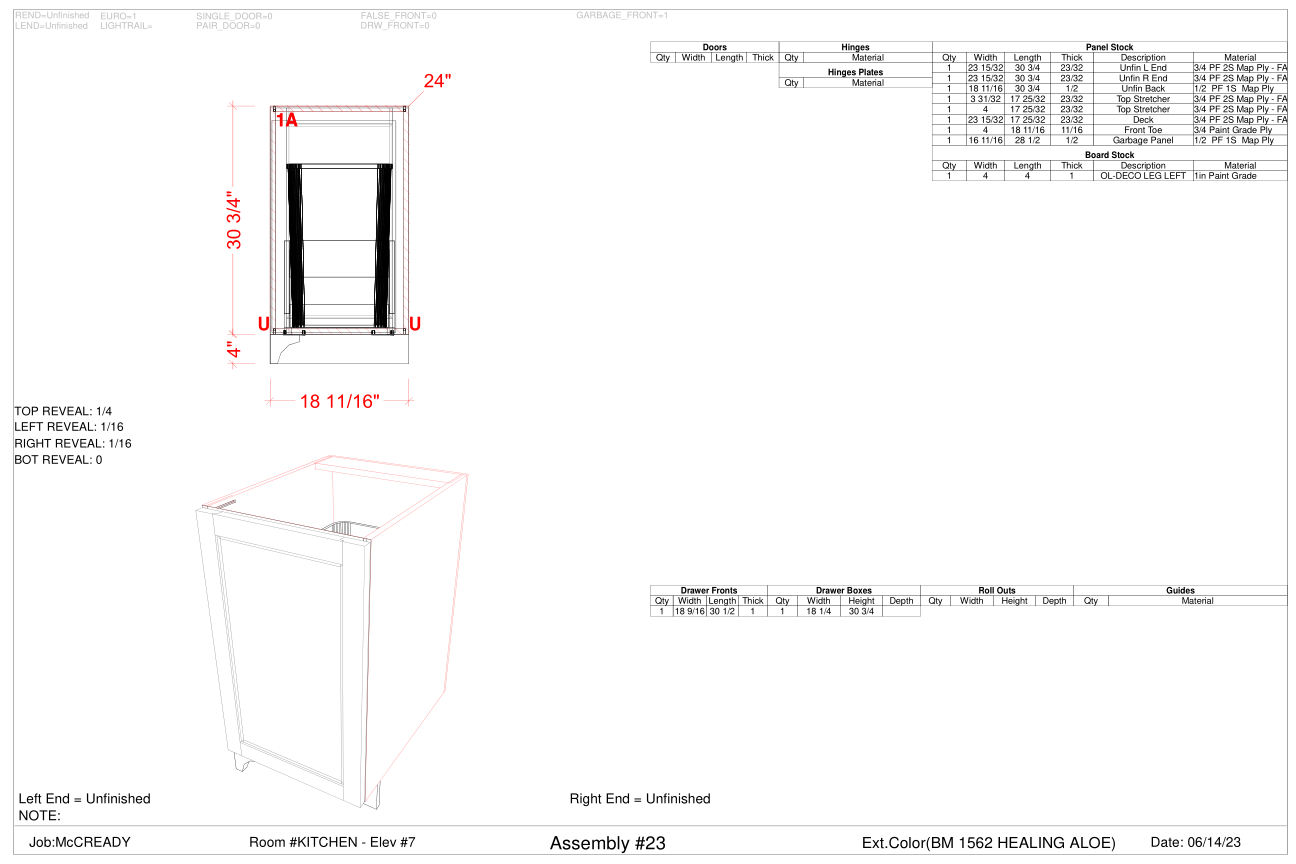 REND=Unfinished EURO=1 SINGLE_DOOR=0 FALSE_FRONT=0 GARBAGE_FRONT=1
LEND=Unfinished LIGHTRAIL= PAIR_DOOR=0 DRW_FRONT=0
Doors Hinges Panel Stock
Qty Width Length Thick Qty Material Qty Width Length Thick Description Material
1 23 15/32 30 3/4 23/32 Unfin L End 3/4 PF 2S Map Ply - FA
Hinges Plates
1 23 15/32 30 3/4 23/32 Unfin R End 3/4 PF 2S Map Ply - FA
Qty Material
1 18 11/16 30 3/4 1/2 Unfin Back 1/2 PF 1S Map Ply
1 3 31/32 17 25/32 23/32 Top Stretcher 3/4 PF 2S Map Ply - FA
1 4 17 25/32 23/32 Top Stretcher 3/4 PF 2S Map Ply - FA
1 23 15/32 17 25/32 23/32 Deck 3/4 PF 2S Map Ply - FA
1 4 18 11/16 11/16 Front Toe 3/4 Paint Grade Ply
1 16 11/16 28 1/2 1/2 Garbage Panel 1/2 PF 1S Map Ply
Board Stock
Qty Width Length Thick Description Material
1 4 4 1 OL-DECO LEG LEFT 1in Paint Grade
24"
1A
30 3/4"
U U
4"
18 11/16"
TOP REVEAL: 1/4
LEFT REVEAL: 1/16
RIGHT REVEAL: 1/16
BOT REVEAL: 0
Drawer Fronts Drawer Boxes Roll Outs Guides
Qty Width Length Thick Qty Width Height Depth Qty Width Height Depth Qty Material
1 18 9/16 30 1/2 1 1 18 1/4 30 3/4
Left End = Unfinished Right End = Unfinished
NOTE:
Job:McCREADY Room #KITCHEN - Elev #7 Assembly #23 Ext.Color(BM 1562 HEALING ALOE) Date: 06/14/23